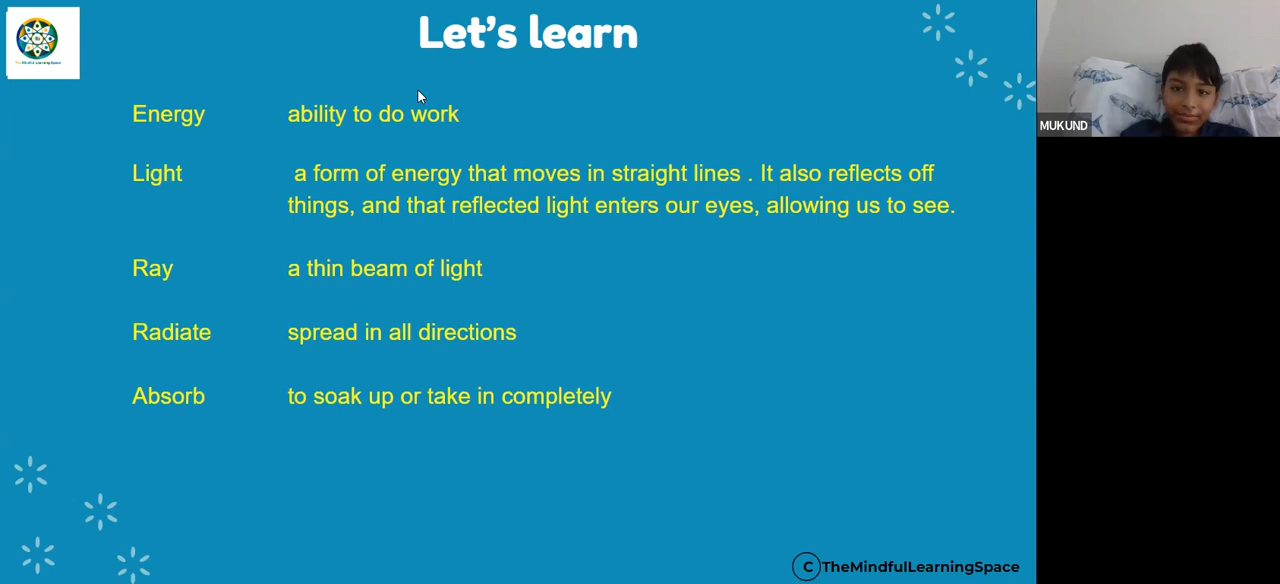 Let's learn
Energy ability to do work
Light a form of energy that moves in straight lines . It also reflects off
things, and that reflected light enters our eyes, allowing us to see.
Ray a thin beam of light
Radiate spread in all directions
Absorb to soak up or take in completely
MUKUND
C TheMindfulLearningSpace